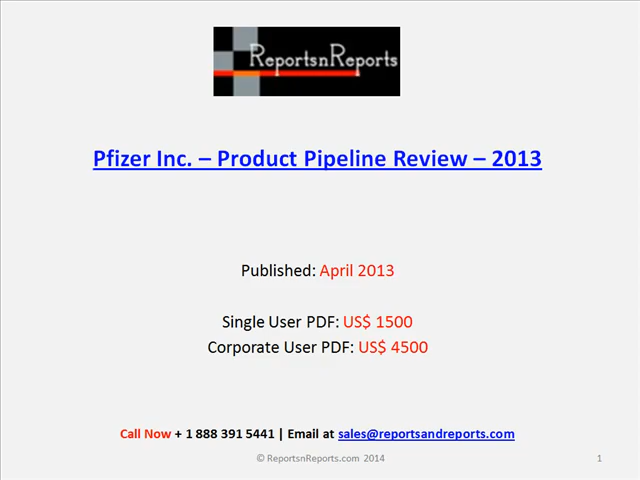 ReportsnReports
Pfizer Inc. – Product Pipeline Review – 2013
Published: April 2013
Single User PDF: US$ 1500
Corporate User PDF: US$ 4500
Call Now + 1 888 391 5441 | Email at sales@reportsandreports.com
© ReportsnReports.com 2014
1